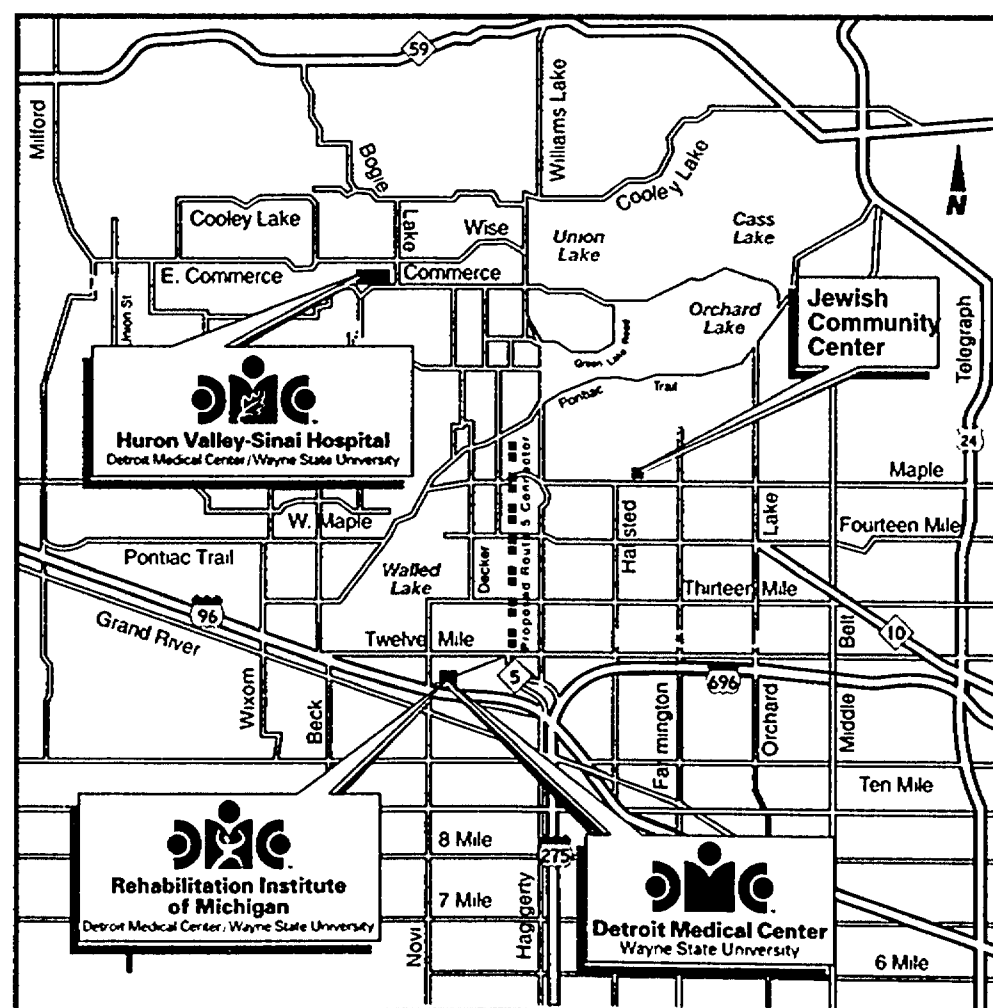 59
Milford
Williams Lake
Bogie
Lake
Cooley Lake
Cooley Lake
Wise
Union
Lake
Cass
Lake
N
E. Commerce
Commerce
Union St
Orchard
Lake
Jewish
Community
Center
Telograph
Green Lake Road
Pontiac
Trail
DMC
Huron Valley-Sinai Hospital
Detroit Medical Center/Wayne State University
24
Maple
W. Maple
Proposed Route 5 Connector
Halsted
Lake
Fourteen Mile
Pontiac Trail
Walled
Lake
Decker
Thirteen Mile
96
Grand River
Twelve Mile
Belt
10
5
696
Wixom
Beck
Farmington
Orchard
Middle
Ten Mile
DMC
Rehabilitation Institute
of Michigan
Detroit Medical Center/Wayne State University
8 Mile
275
7 Mile
Novi
Haggerty
DMC
Detroit Medical Center
Wayne State University
6 Mile